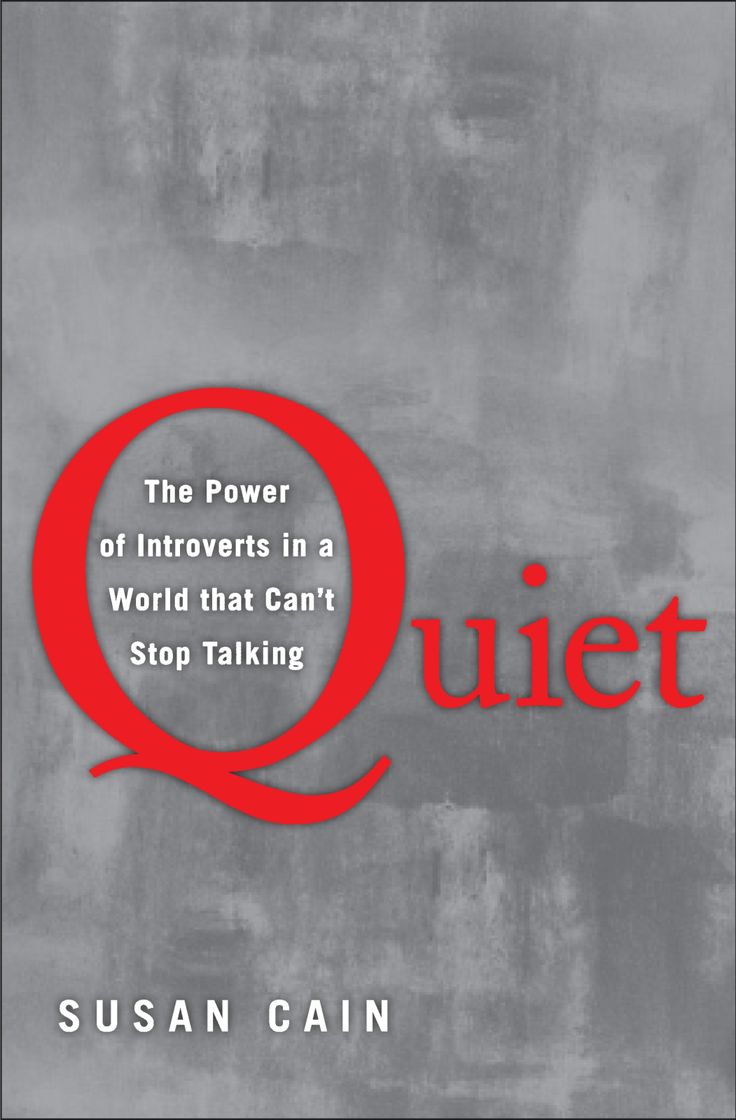 Quiet
The Power
of Introverts in a
World that Can't
Stop Talking
SUSAN CAIN